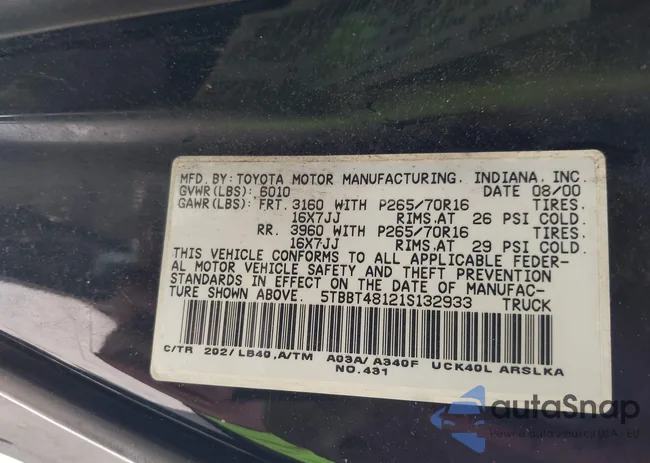 MFD. BY: TOYOTA MOTOR MANUFACTURING. INDIANA, INC.
GVWR(LBS): 6010 DATE 08/00
GAWR(LBS): FRT. 3160 WITH P265/70R16 TIRES.
16X7JJ RIMS,AT 26 PSI COLD.
RR. 3960 WITH P265/70R16 TIRES.
16X7JJ RIMS,AT 29 PSI COLD.
THIS VEHICLE CONFORMS TO ALL APPLICABLE FEDER-
AL MOTOR VEHICLE SAFETY AND THEFT PREVENTION
STANDARDS IN EFFECT ON THE DATE OF MANUFAC-
TURE SHOWN ABOVE. 5TBBT48121S132933 TRUCK
C/TR 202/LB40,A/TM A03A/A340F UCK40L ARSLKA
NO.431
autoSnap